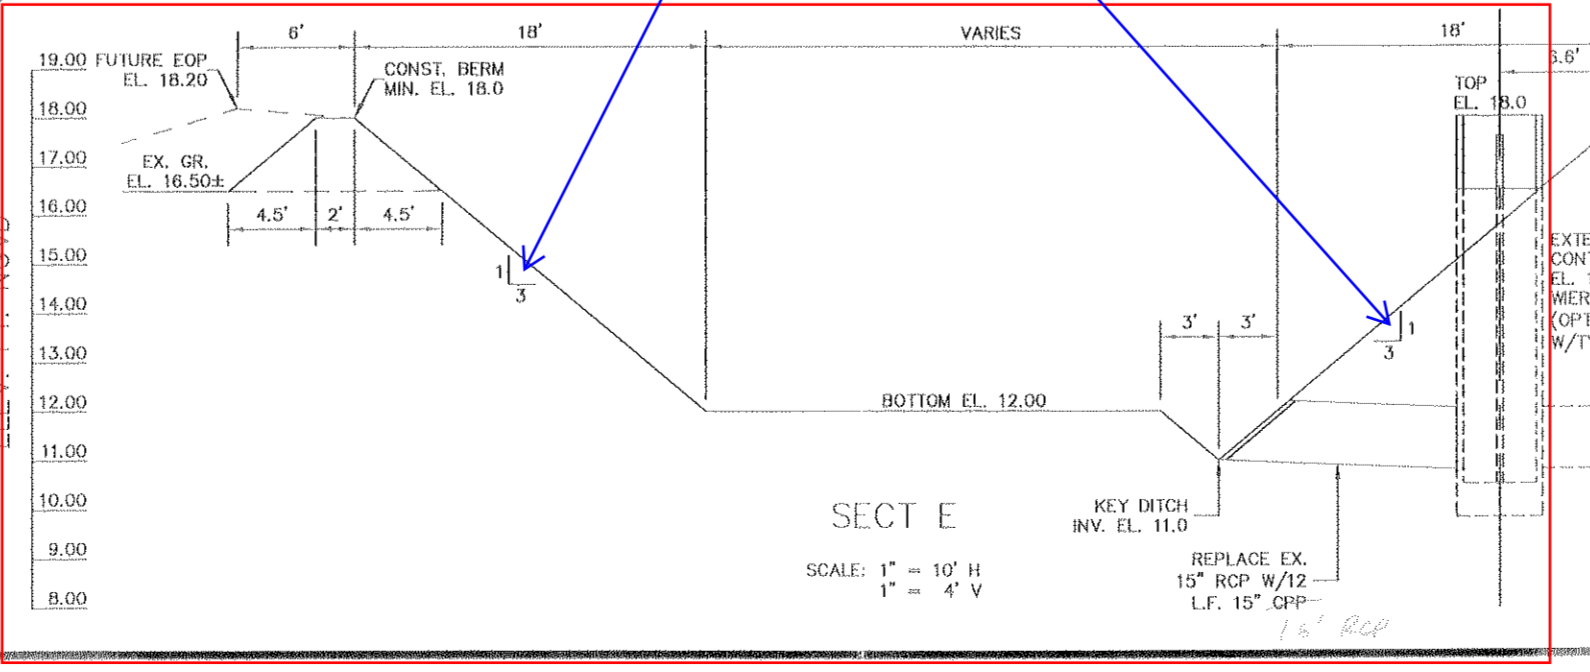 6'
18'
VARIES
18'
6.6'
19.00
FUTURE EOP
EL. 18.20
CONST. BERM
MIN. EL. 18.0
TOP
EL. 18.0
18.00
17.00
EX. GR.
EL. 16.50±
16.00
4.5'
2'
4.5'
15.00
1
3
14.00
3'
3'
1
3
EXTE
CONT
EL. 1
WIER
(OPT
W/TY
13.00
12.00
BOTTOM EL. 12.00
11.00
10.00
9.00
8.00
SECT E
SCALE: 1" = 10' H
1" = 4' V
KEY DITCH
INV. EL. 11.0
REPLACE EX.
15" RCP W/12
L.F. 15" CPP
15' RCP